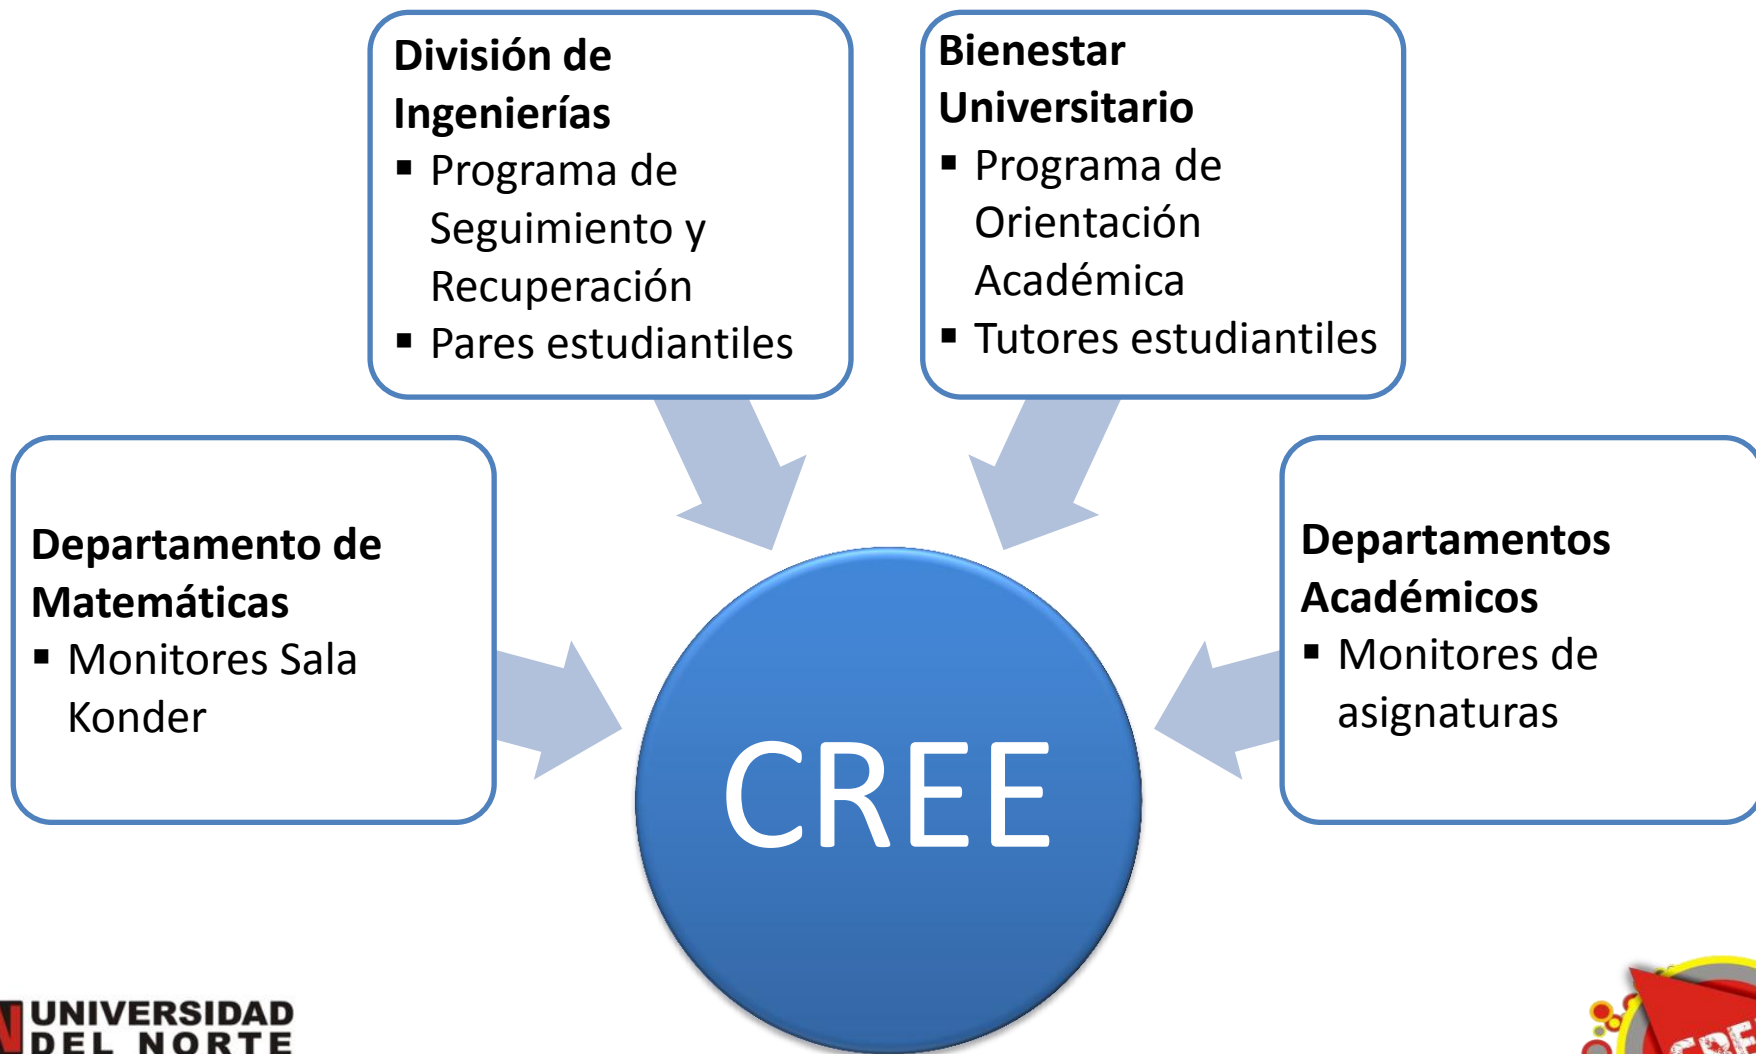 División de
Ingenierías
▪ Programa de
Seguimiento y
Recuperación
▪ Pares estudiantiles
Bienestar
Universitario
▪ Programa de
Orientación
Académica
▪ Tutores estudiantiles
Departamento de
Matemáticas
▪ Monitores Sala
Konder
Departamentos
Académicos
▪ Monitores de
asignaturas
CREE
UNIVERSIDAD
DEL NORTE